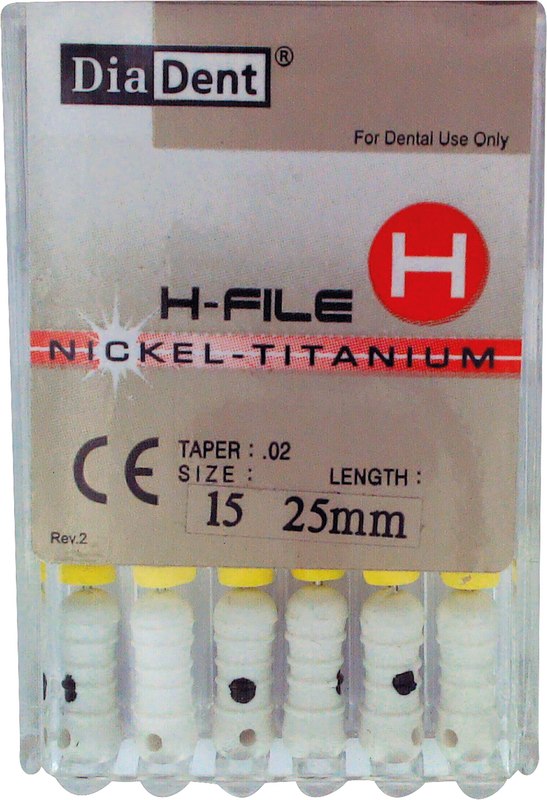 DiaDent®
For Dental Use Only
H
H-FILE
NICKEL-TITANIUM
CE
TAPER : .02
SIZE : LENGTH :
15 25mm
Rev.2